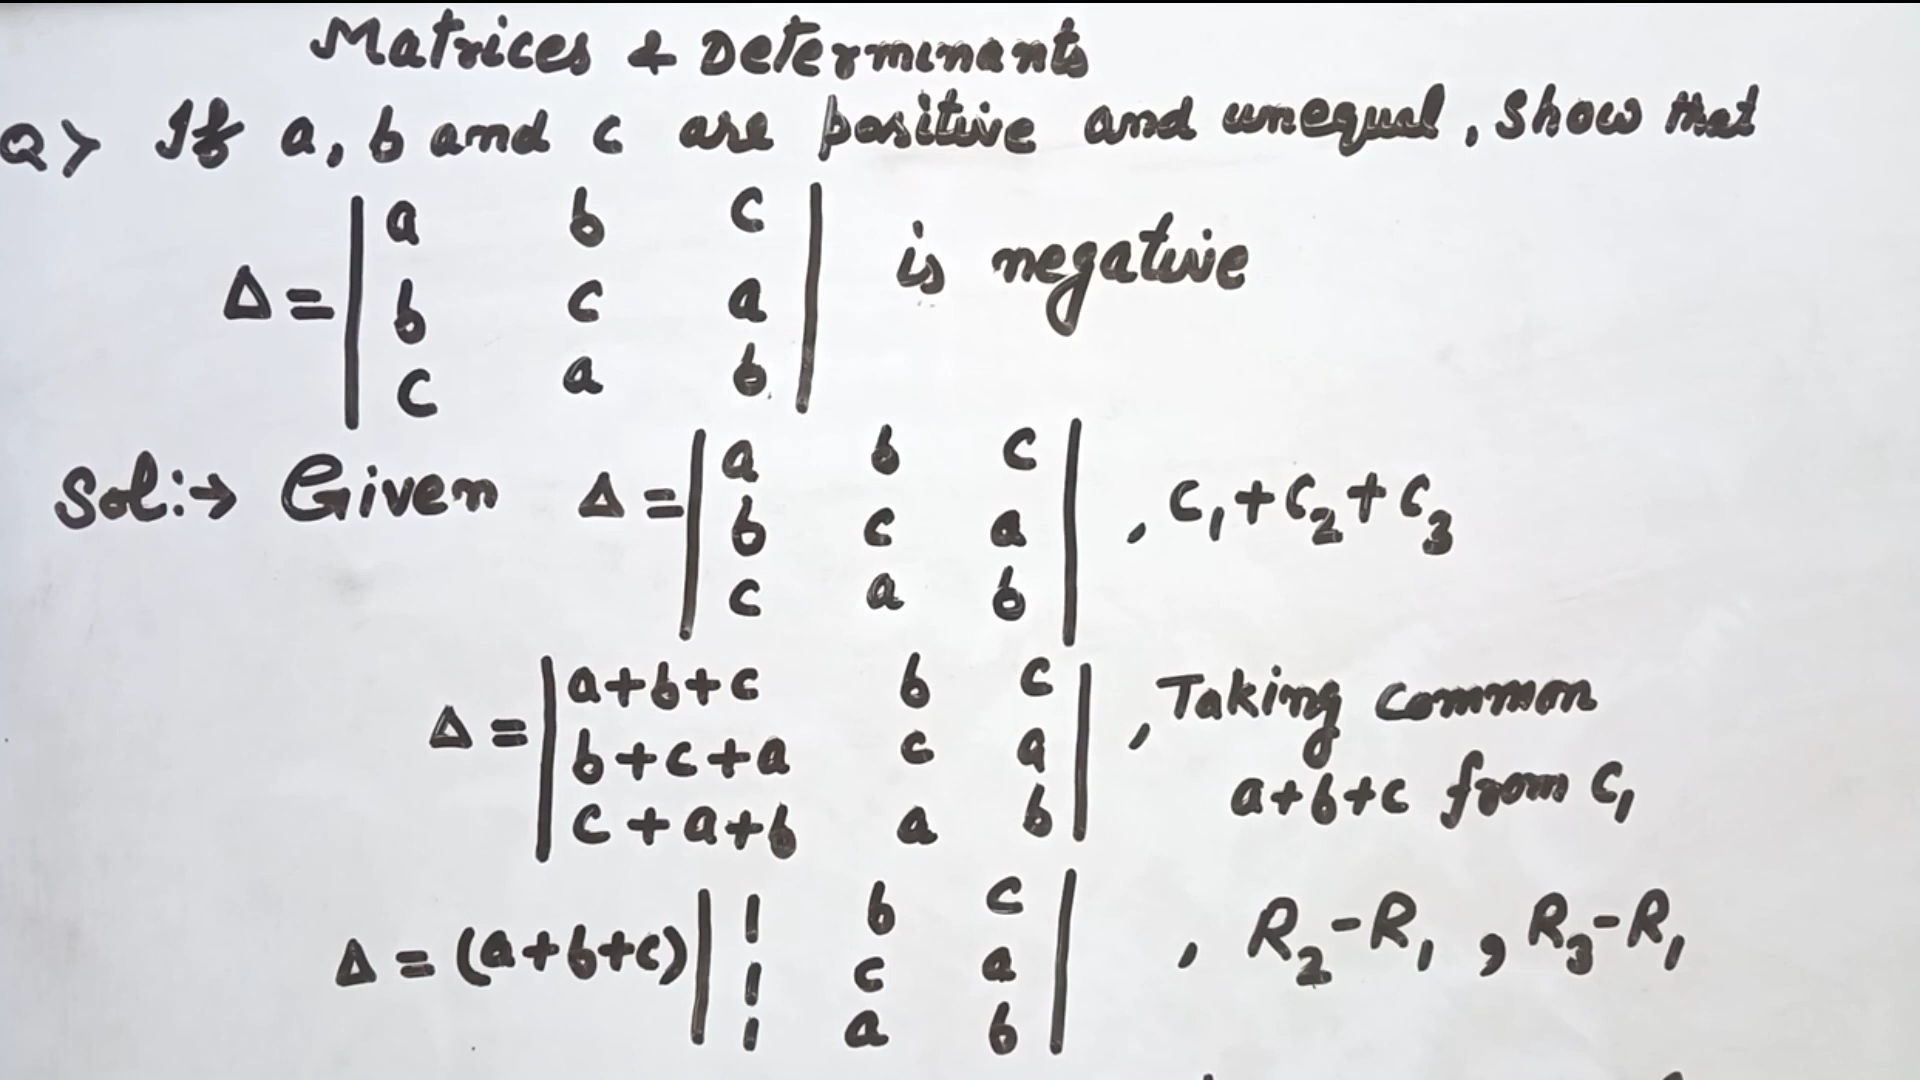 Matrices & Determinants
Q> If a, b and c are positive and unequal, show that
Δ = | a b c |
| b c a | is negative
| c a b |
Sol:→ Given Δ = | a b c |
| b c a | , C₁+C₂+C₃
| c a b |
Δ = | a+b+c b c | , Taking common
| b+c+a c a |
| c+a+b a b | a+b+c from C₁
Δ = (a+b+c) | 1 b c |
| 1 c a | , R₂-R₁ , R₃-R₁
| 1 a b |